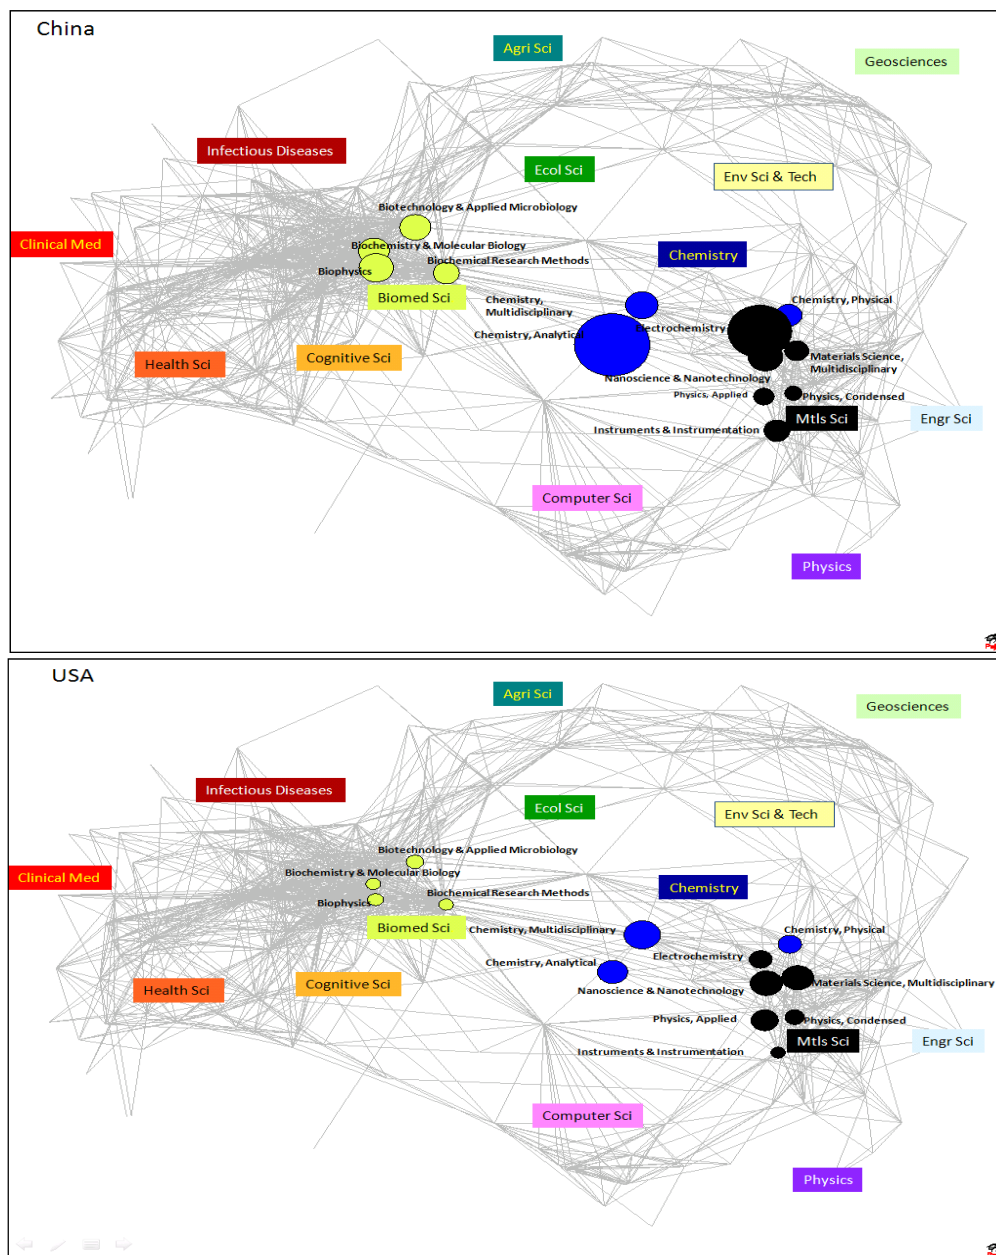 China
Agri Sci
Geosciences
Infectious Diseases
Ecol Sci
Env Sci & Tech
Biotechnology & Applied Microbiology
Clinical Med
Biochemistry & Molecular Biology
Chemistry
Biochemical Research Methods
Biophysics
Biomed Sci
Chemistry,
Multidisciplinary
Chemistry, Physical
Electrochemistry
Chemistry, Analytical
Health Sci
Cognitive Sci
Materials Science,
Multidisciplinary
Nanoscience & Nanotechnology
Physics, Applied
Physics, Condensed
Mtls Sci
Engr Sci
Instruments & Instrumentation
Computer Sci
Physics
USA
Agri Sci
Geosciences
Infectious Diseases
Ecol Sci
Env Sci & Tech
Biotechnology & Applied Microbiology
Clinical Med
Biochemistry & Molecular Biology
Chemistry
Biochemical Research Methods
Biophysics
Biomed Sci
Chemistry, Multidisciplinary
Chemistry, Physical
Electrochemistry
Chemistry, Analytical
Health Sci
Cognitive Sci
Materials Science, Multidisciplinary
Nanoscience & Nanotechnology
Physics, Applied
Physics, Condensed
Mtls Sci
Engr Sci
Instruments & Instrumentation
Computer Sci
Physics